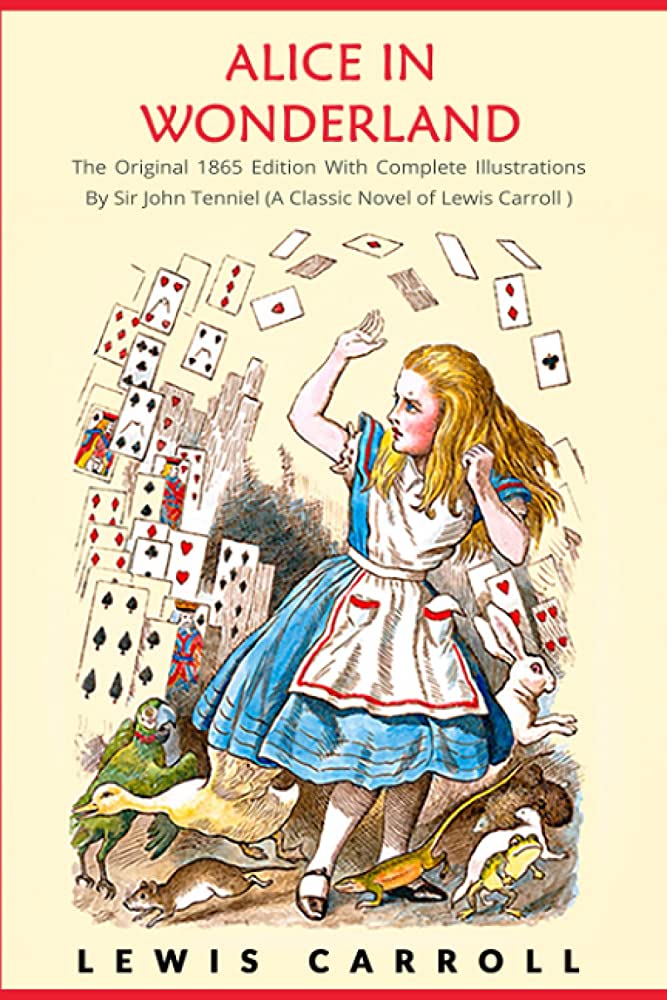 ALICE IN
WONDERLAND
The Original 1865 Edition With Complete Illustrations
By Sir John Tenniel (A Classic Novel of Lewis Carroll )
LEWIS CARROLL